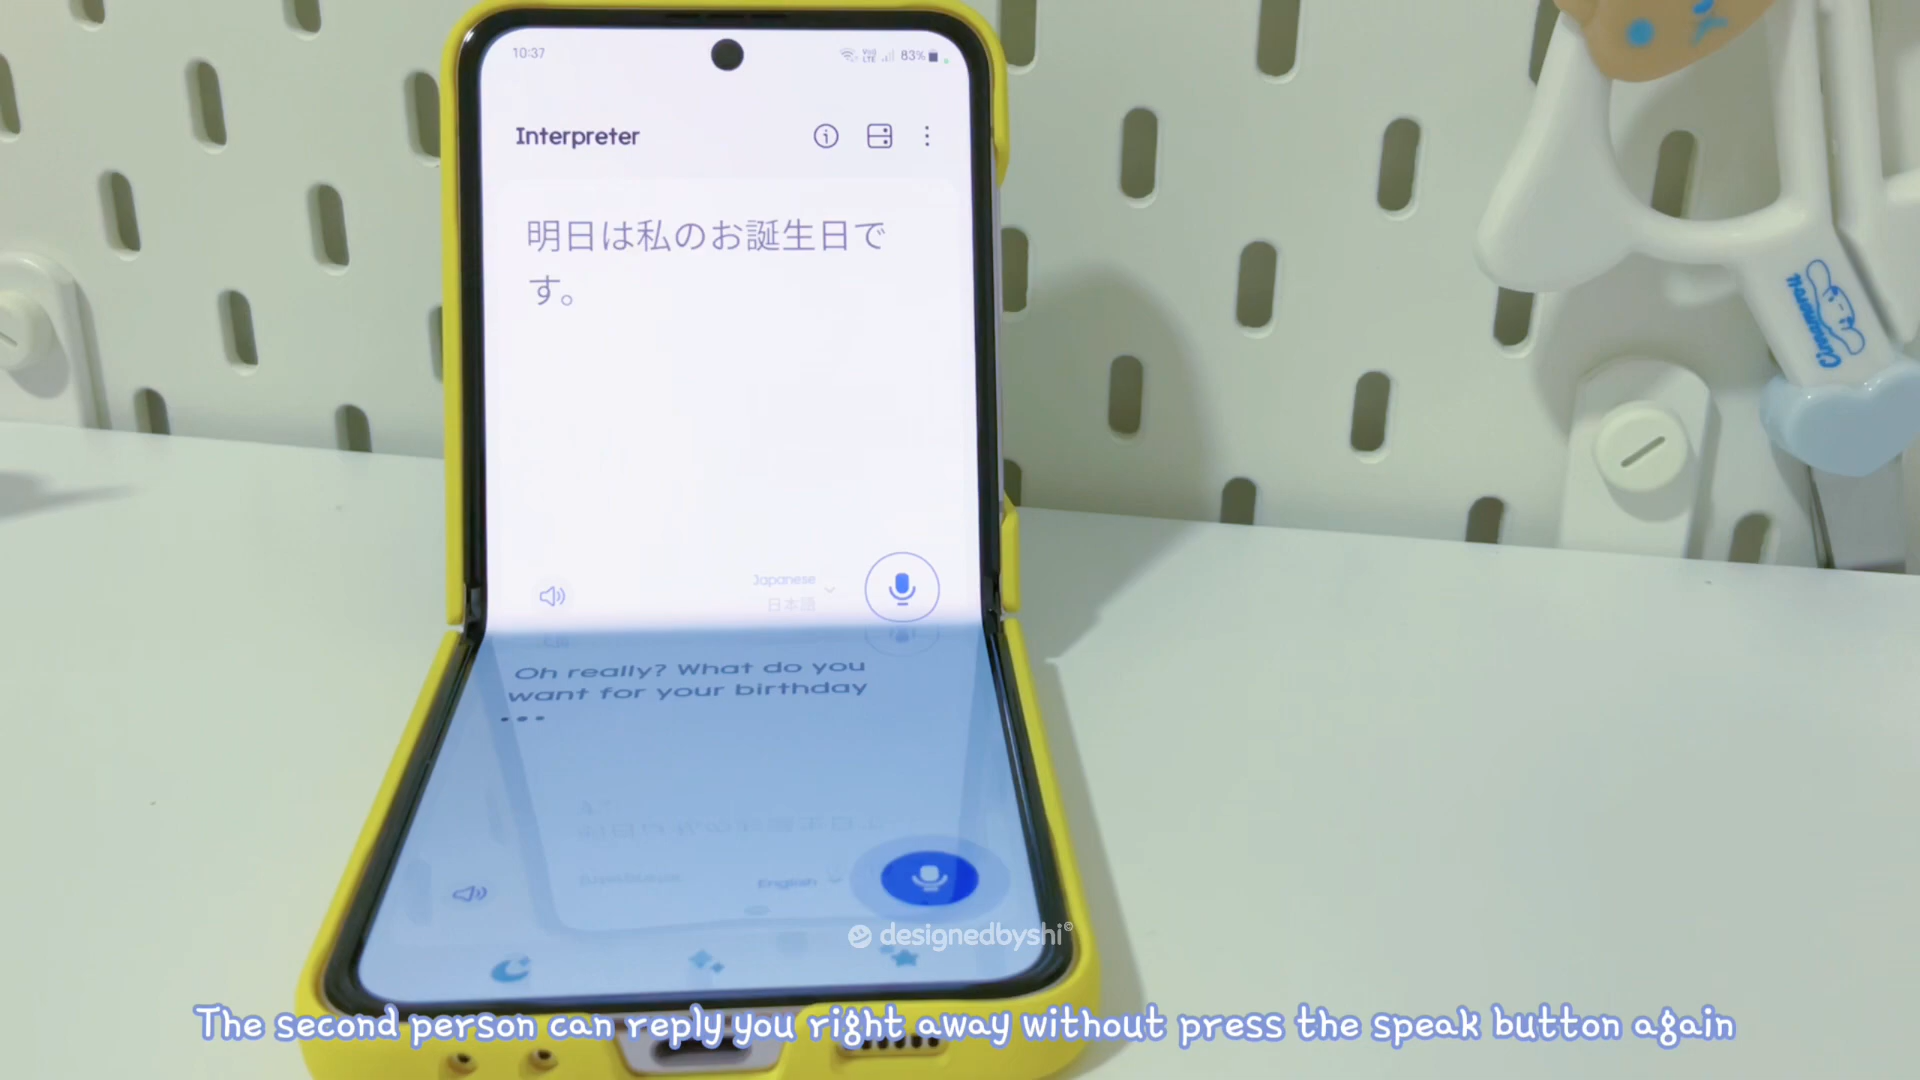 10:37
83%
Interpreter
明日は私のお誕生日で
す。
Japanese
日本語
Oh really? What do you
want for your birthday
...
English
designedbyshi©
The second person can reply you right away without press the speak button again
Cinnamoroll